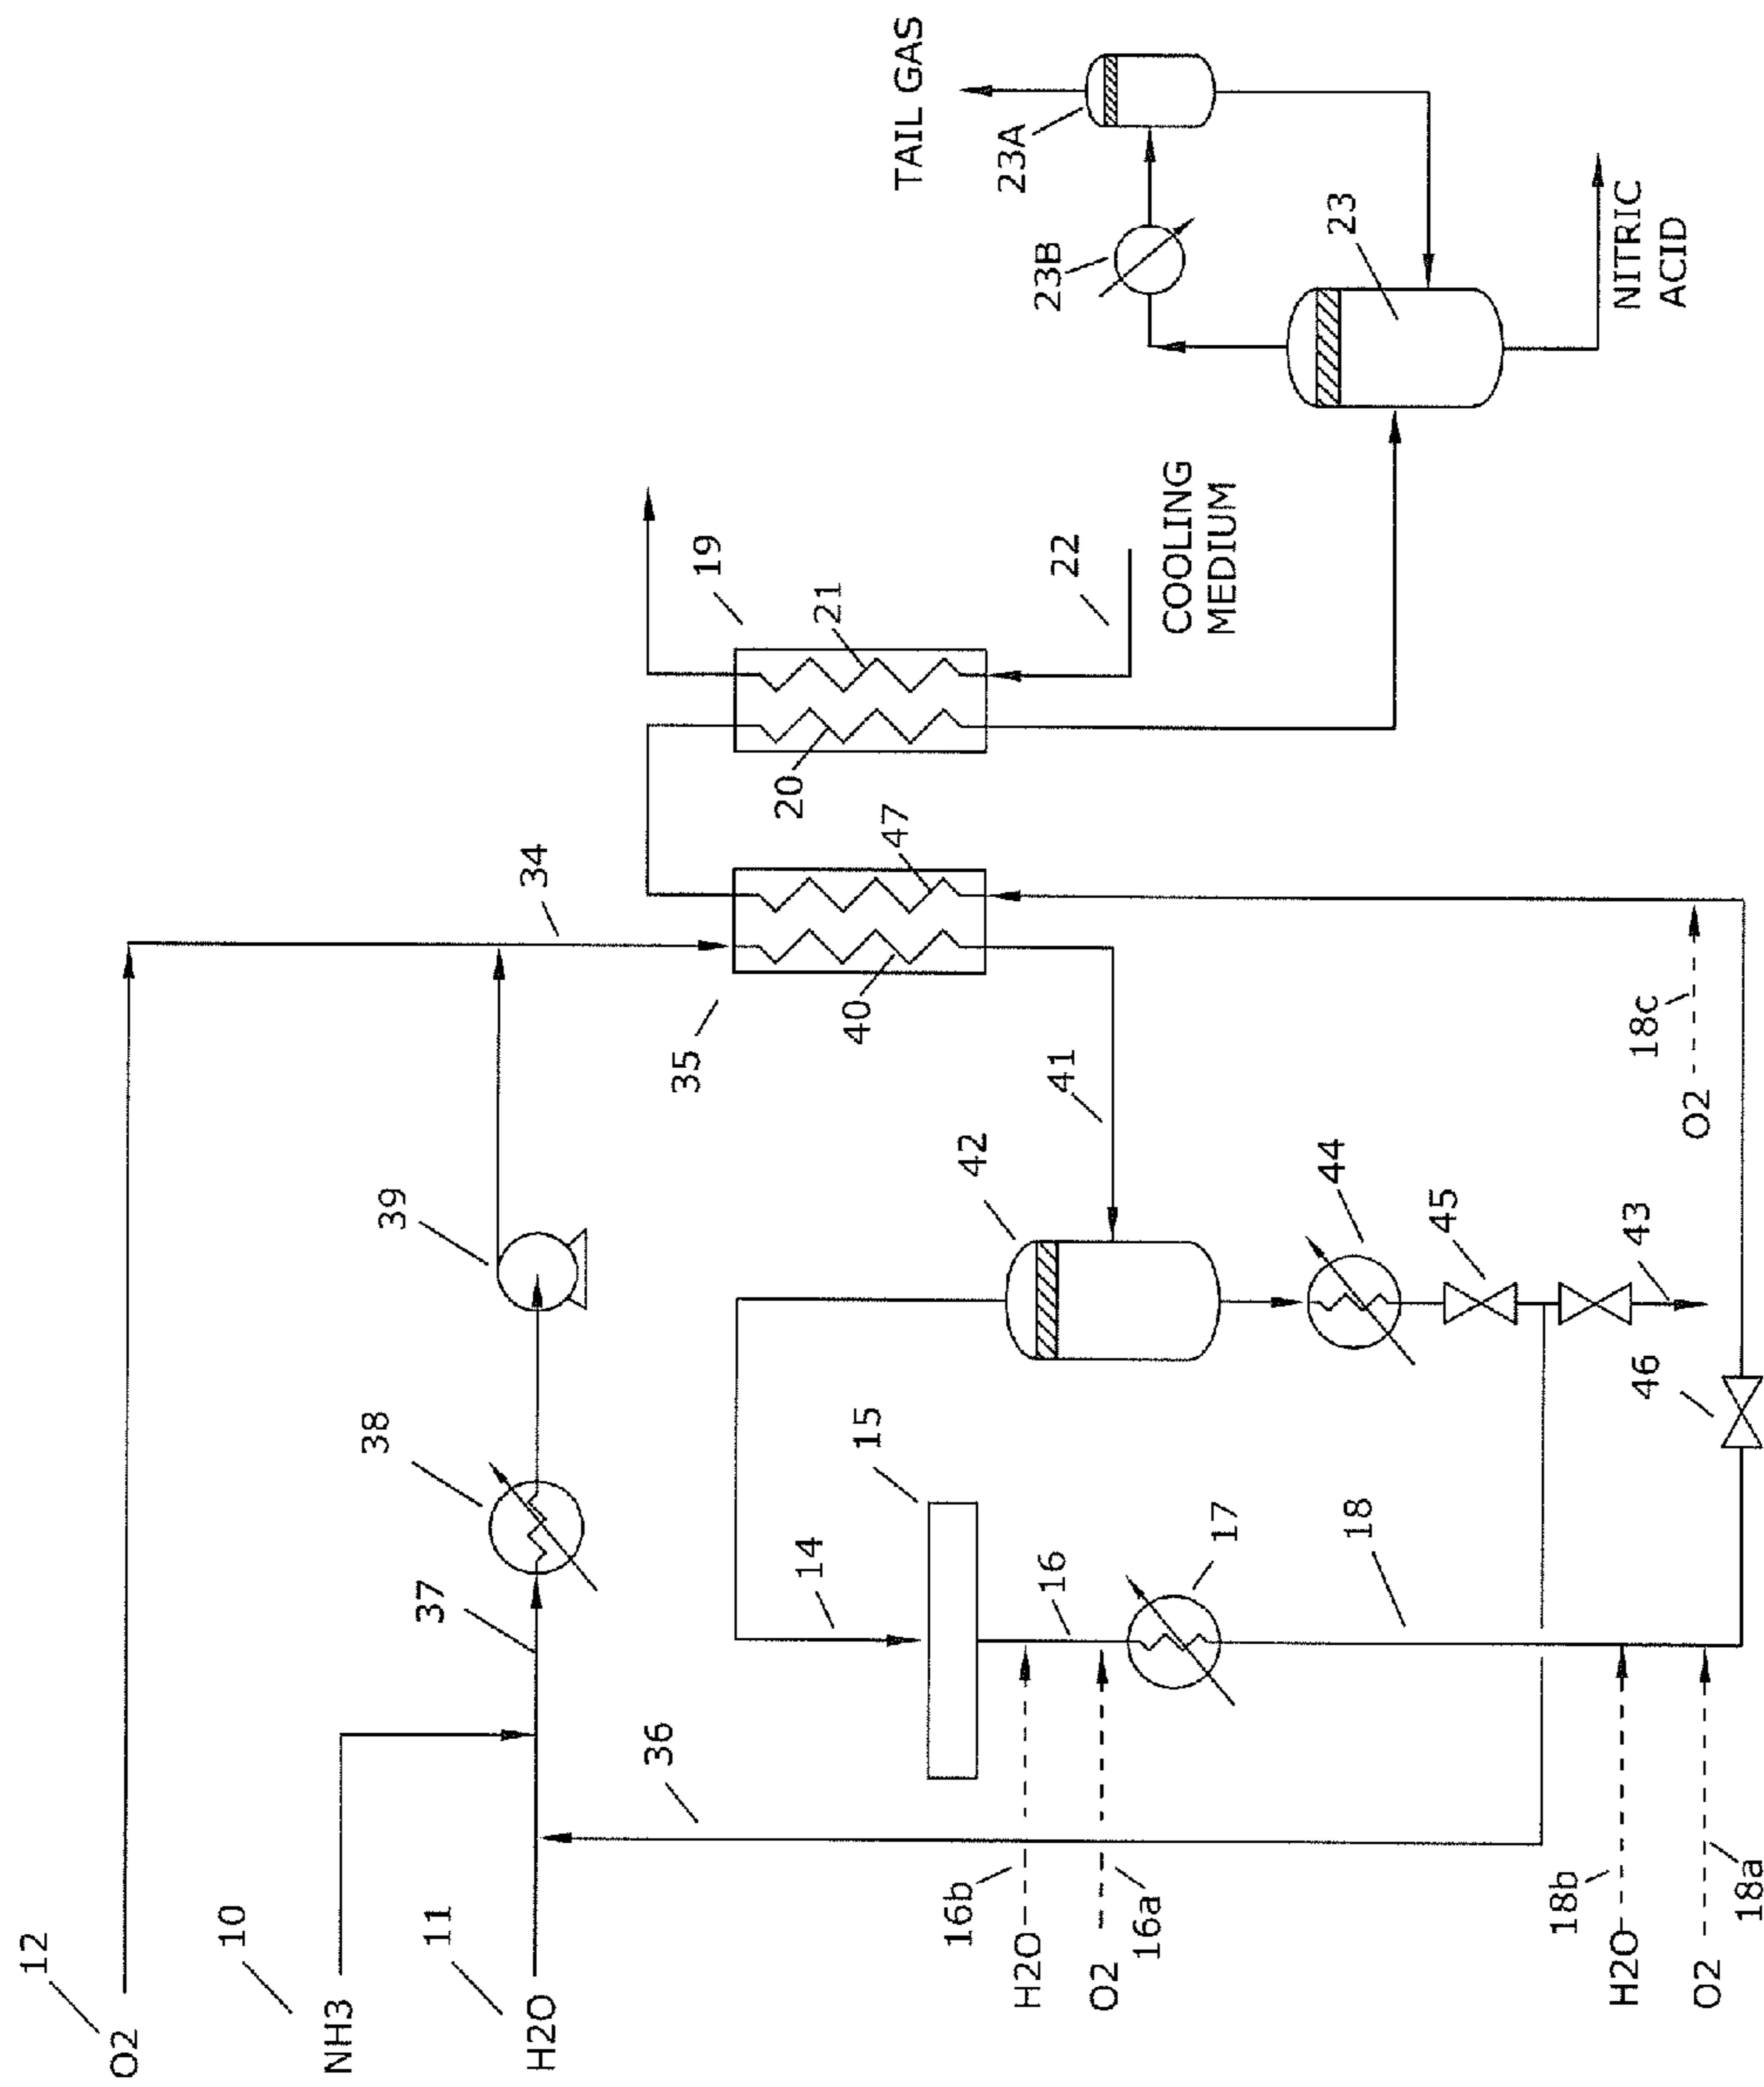 O2
12
NH3
10
H2O
11
37
38
39
34
35
40
47
19
20
21
22
COOLING
MEDIUM
TAIL GAS
23A
23B
23
NITRIC
ACID
41
42
44
45
43
46
36
14
15
16
17
18
H2O
16b
O2
16a
H2O
18b
O2
18a
O2
18c